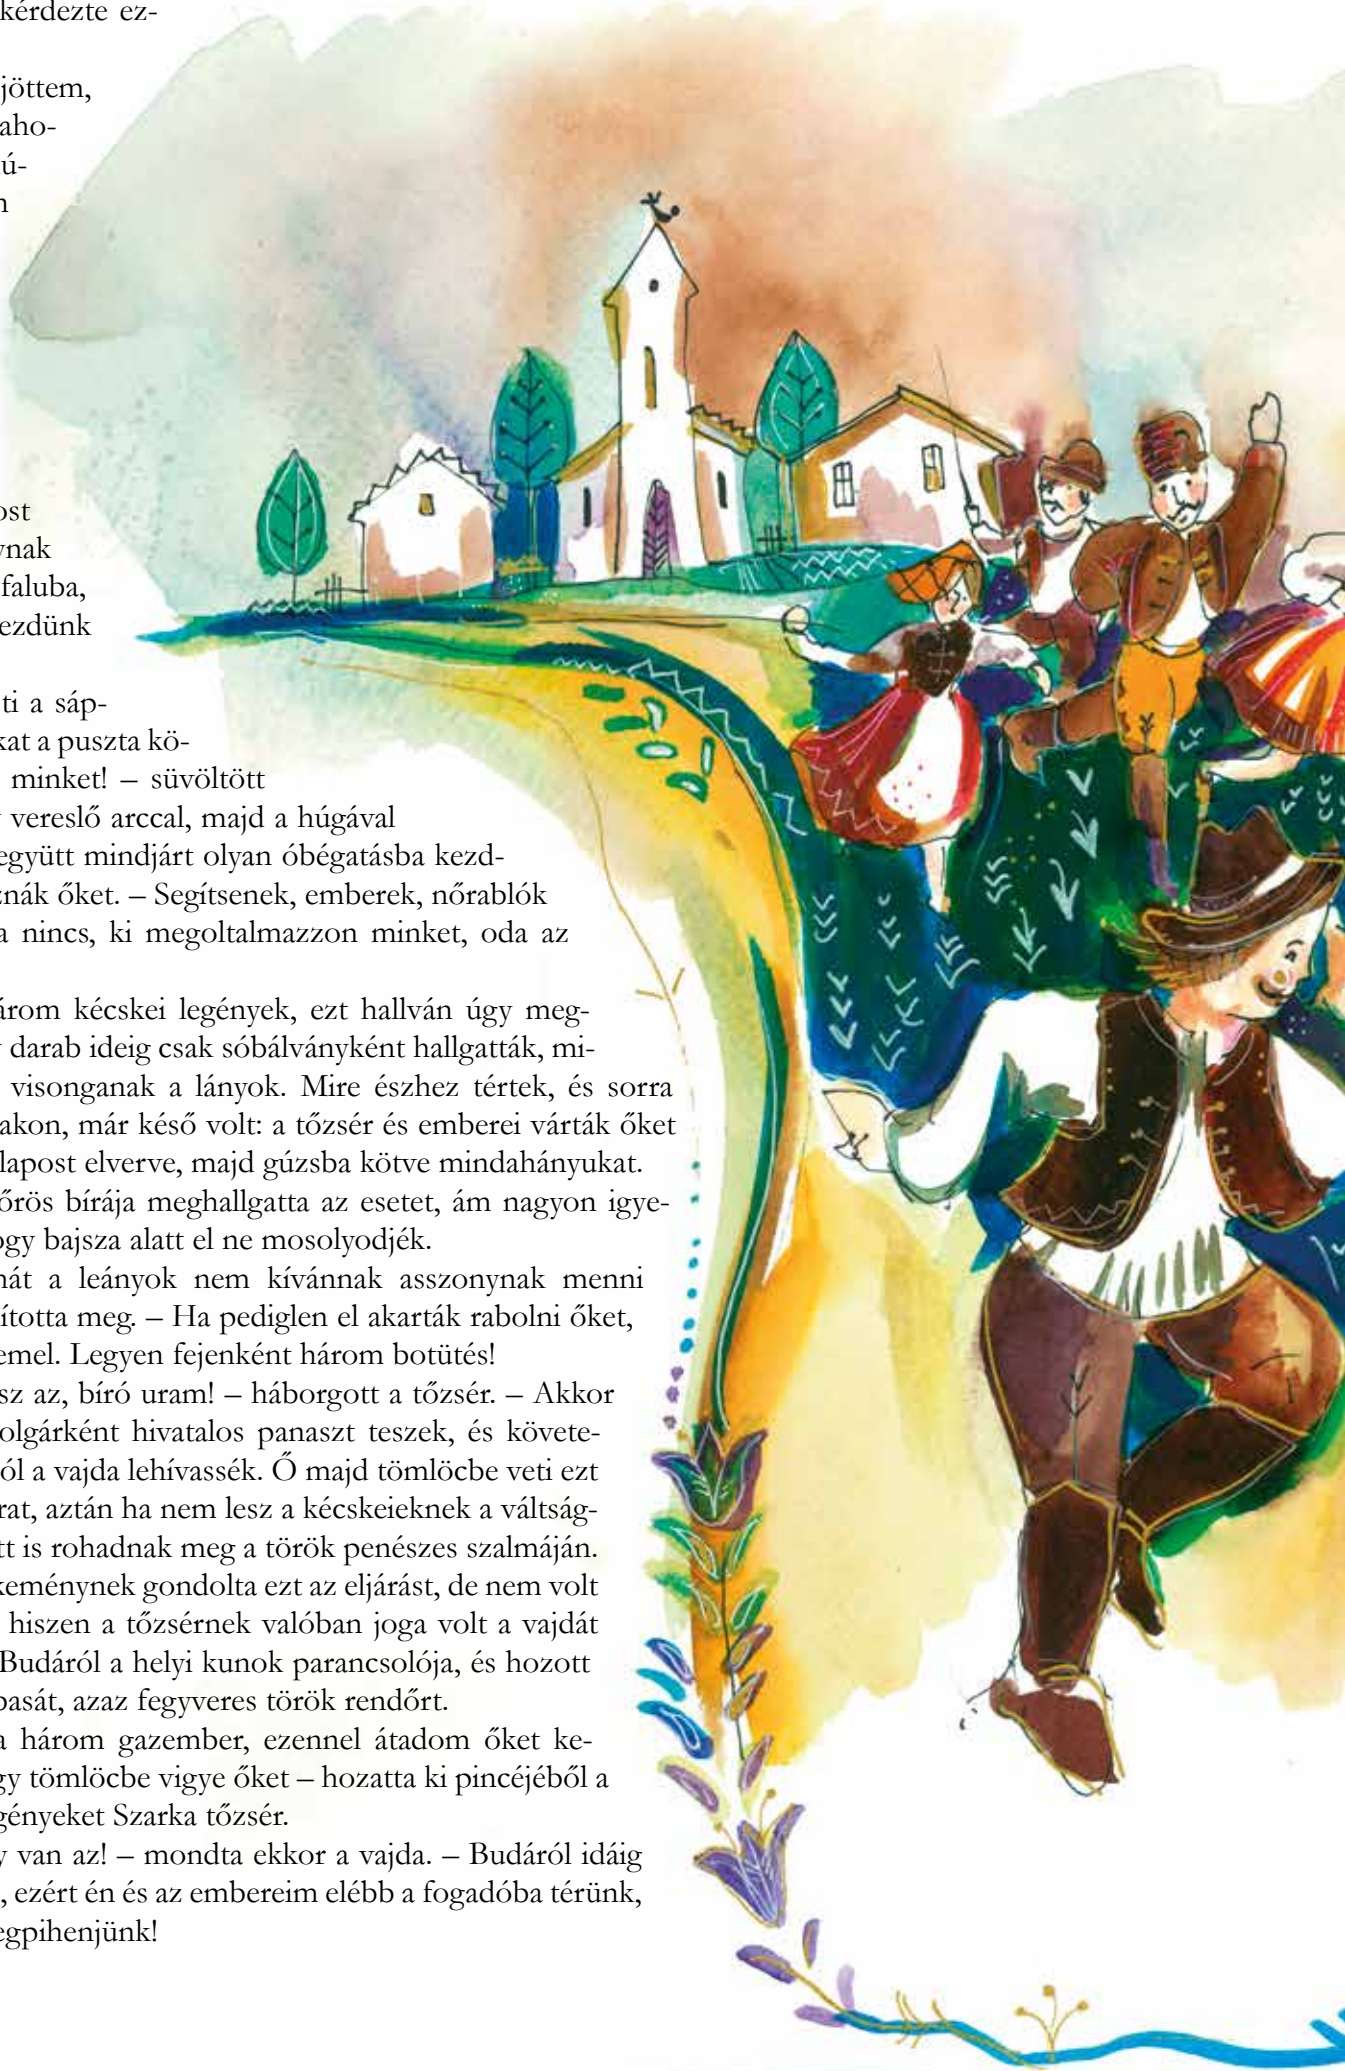 kérdezte ez-
jöttem,
aho-
ú-
ost
ynak
faluba,
ezdünk
ti a sáp-
kat a puszta kö-
minket! – süvöltött
vereslő arccal, majd a húgával
együtt mindjárt olyan óbégatásba kezd-
znák őket. – Segítsenek, emberek, nőrablók
a nincs, ki megoltalmazzon minket, oda az
árom kécskei legények, ezt hallván úgy meg-
darab ideig csak sóbálványként hallgatták, mi-
visonganak a lányok. Mire észhez tértek, és sorra
akon, már késő volt: a tőzsér és emberei várták őket
lapost elverve, majd gúzsba kötve mindahányukat.
őrös bírája meghallgatta az esetet, ám nagyon igye-
ogy bajsza alatt el ne mosolyodjék.
hát a leányok nem kívánnak asszonynak menni
ította meg. – Ha pediglen el akarták rabolni őket,
emel. Legyen fejenként három botütés!
sz az, bíró uram! – háborgott a tőzsér. – Akkor
olgárként hivatalos panaszt teszek, és követe-
ól a vajda lehívassék. Ő majd tömlöcbe veti ezt
rat, aztán ha nem lesz a kécskeieknek a váltság-
tt is rohadnak meg a török penészes szalmáján.
keménynek gondolta ezt az eljárást, de nem volt
hiszen a tőzsérnek valóban joga volt a vajdát
Budáról a helyi kunok parancsolója, és hozott
basát, azaz fegyveres török rendőrt.
a három gazember, ezennel átadom őket ke-
gy tömlöcbe vigye őket – hozatta ki pincéjéből a
gényeket Szarka tőzsér.
y van az! – mondta ekkor a vajda. – Budáról idáig
, ezért én és az embereim elébb a fogadóba térünk,
egpihenjünk!